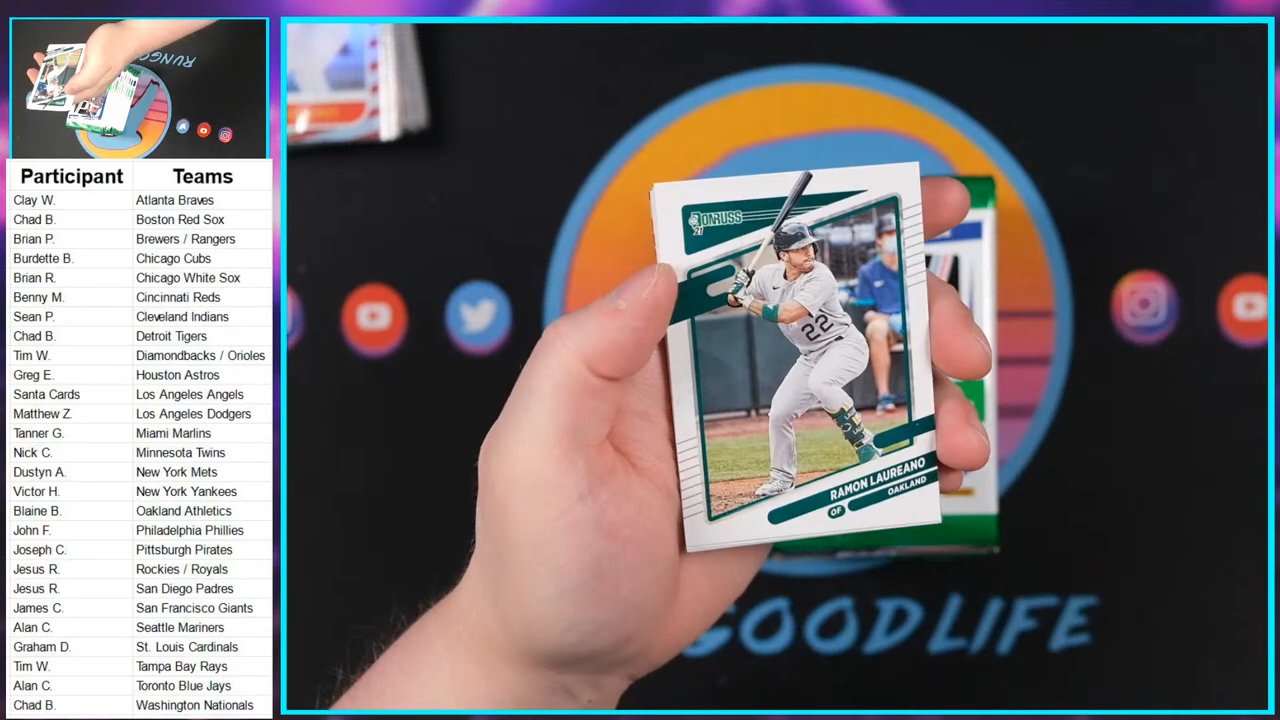 RUNGOOD
Participant Teams
Clay W. Atlanta Braves
Chad B. Boston Red Sox
Brian P. Brewers / Rangers
Burdette B. Chicago Cubs
Brian R. Chicago White Sox
Benny M. Cincinnati Reds
Sean P. Cleveland Indians
Chad B. Detroit Tigers
Tim W. Diamondbacks / Orioles
Greg E. Houston Astros
Santa Cards Los Angeles Angels
Matthew Z. Los Angeles Dodgers
Tanner G. Miami Marlins
Nick C. Minnesota Twins
Dustyn A. New York Mets
Victor H. New York Yankees
Blaine B. Oakland Athletics
John F. Philadelphia Phillies
Joseph C. Pittsburgh Pirates
Jesus R. Rockies / Royals
Jesus R. San Diego Padres
James C. San Francisco Giants
Alan C. Seattle Mariners
Graham D. St. Louis Cardinals
Tim W. Tampa Bay Rays
Alan C. Toronto Blue Jays
Chad B. Washington Nationals
DONRUSS
21
22
RAMON LAUREANO
OF OAKLAND
GOODLIFE